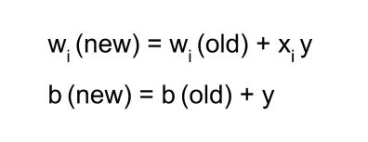 wᵢ (new) = wᵢ (old) + xᵢ y
b (new) = b (old) + y